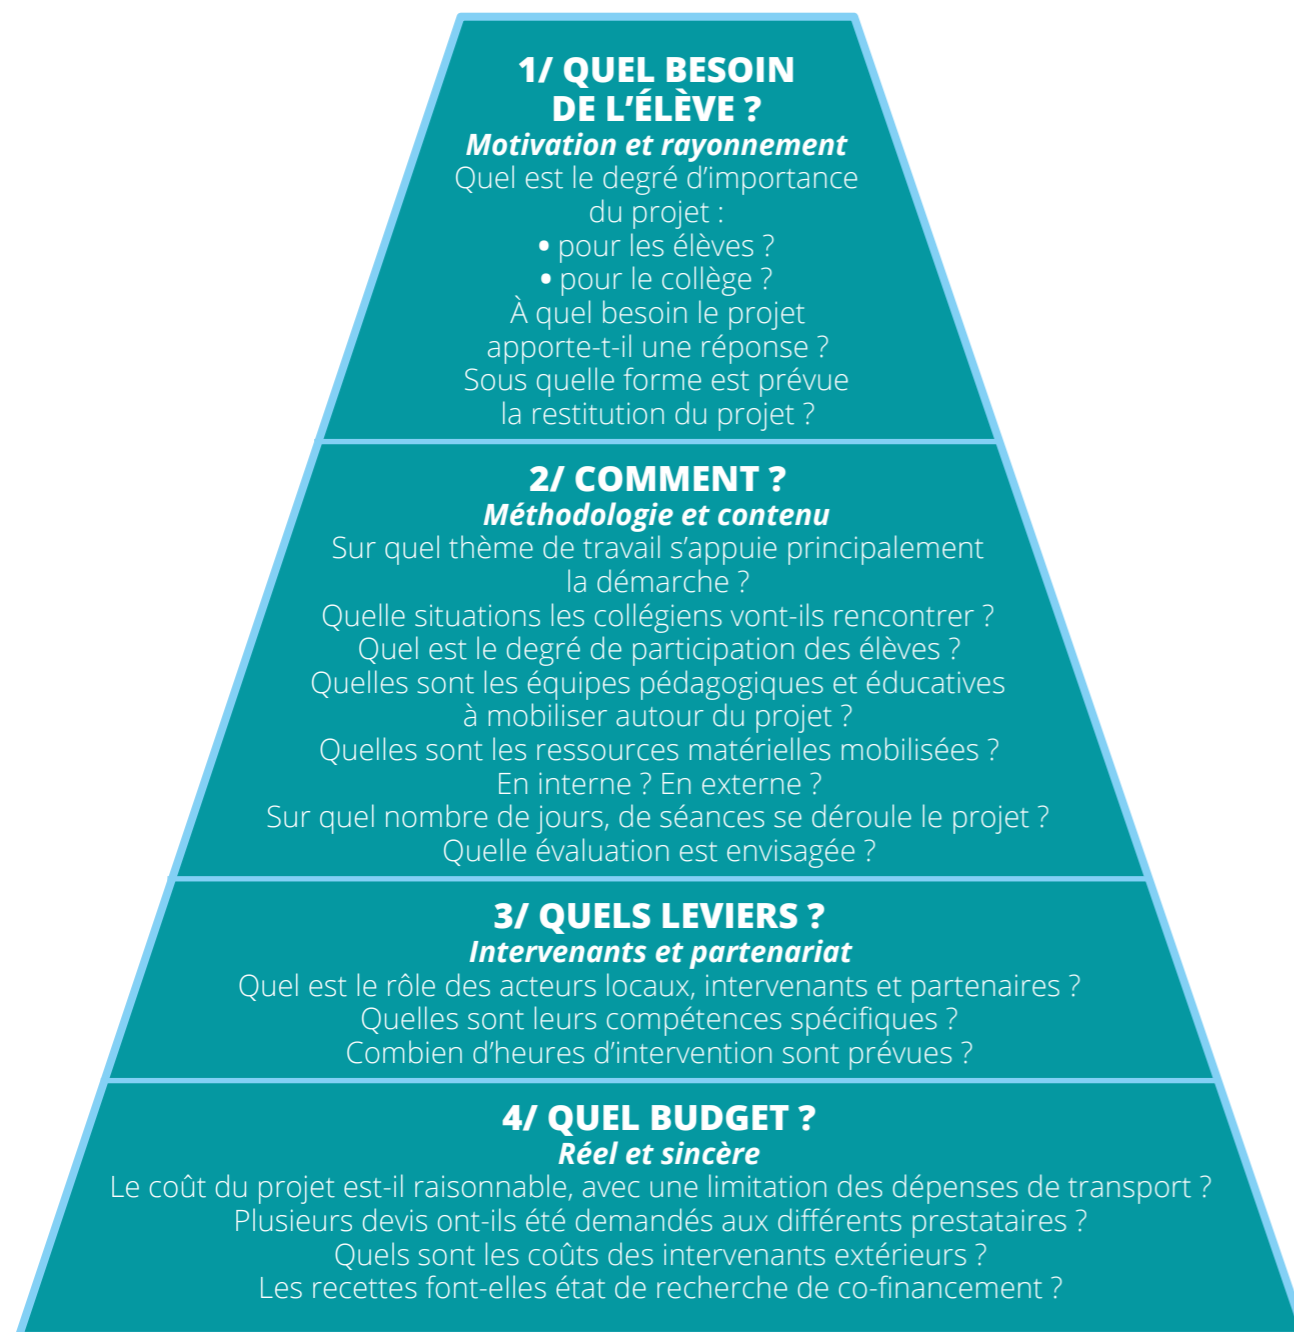 1/ QUEL BESOIN
DE L’ÉLÈVE ?
Motivation et rayonnement
Quel est le degré d’importance
du projet :
• pour les élèves ?
• pour le collège ?
À quel besoin le projet
apporte-t-il une réponse ?
Sous quelle forme est prévue
la restitution du projet ?
2/ COMMENT ?
Méthodologie et contenu
Sur quel thème de travail s’appuie principalement
la démarche ?
Quelle situations les collégiens vont-ils rencontrer ?
Quel est le degré de participation des élèves ?
Quelles sont les équipes pédagogiques et éducatives
à mobiliser autour du projet ?
Quelles sont les ressources matérielles mobilisées ?
En interne ? En externe ?
Sur quel nombre de jours, de séances se déroule le projet ?
Quelle évaluation est envisagée ?
3/ QUELS LEVIERS ?
Intervenants et partenariat
Quel est le rôle des acteurs locaux, intervenants et partenaires ?
Quelles sont leurs compétences spécifiques ?
Combien d’heures d’intervention sont prévues ?
4/ QUEL BUDGET ?
Réel et sincère
Le coût du projet est-il raisonnable, avec une limitation des dépenses de transport ?
Plusieurs devis ont-ils été demandés aux différents prestataires ?
Quels sont les coûts des intervenants extérieurs ?
Les recettes font-elles état de recherche de co-financement ?